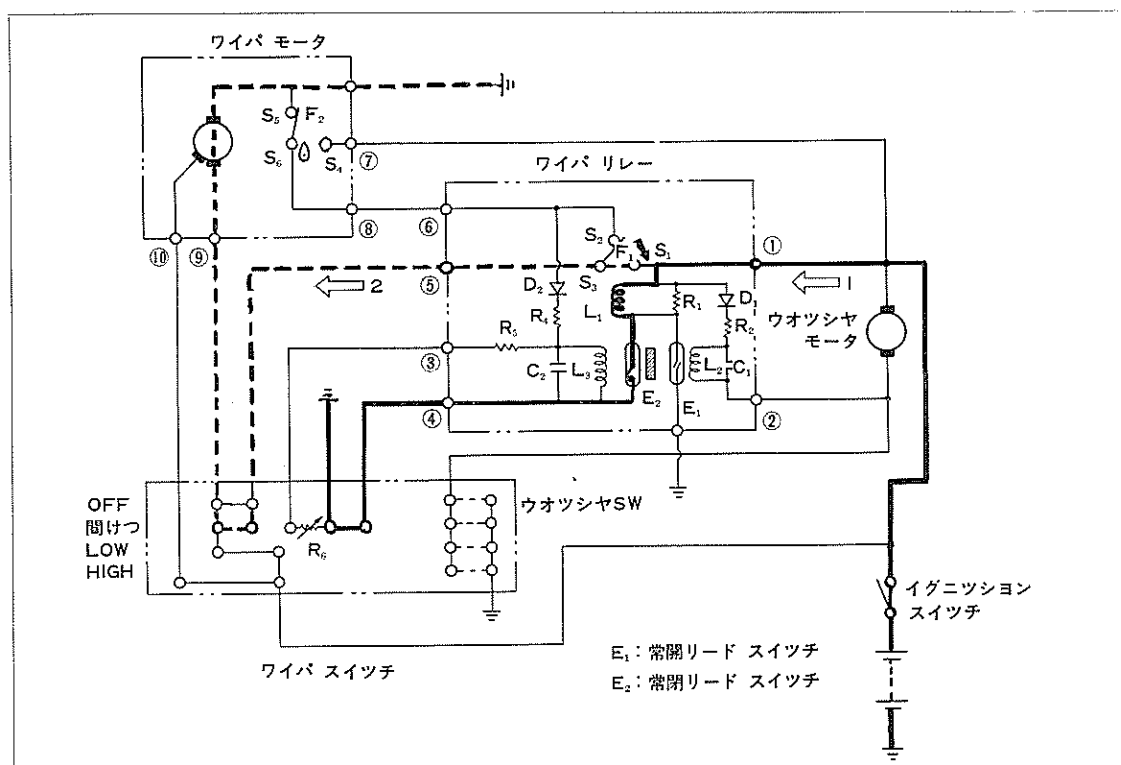 ワイパ モータ
S₅ F₂
S₆ S₄ ⑦
ワイパ リレー
⑧ ⑥
⑩ ⑨
S₂ F₁ S₁ ①
⑤ S₃
2 1
D₂ L₁ R₁ D₁
R₄ R₂
ウオツシヤ
モータ
R₅
③ C₂ L₃ L₂ C₁
E₂ E₁
④ ②
ウオツシヤSW
OFF
間けつ
LOW
HIGH
R₆
イグニツシヨン
スイツチ
ワイパ スイツチ
E₁:常開リード スイツチ
E₂:常閉リード スイツチ